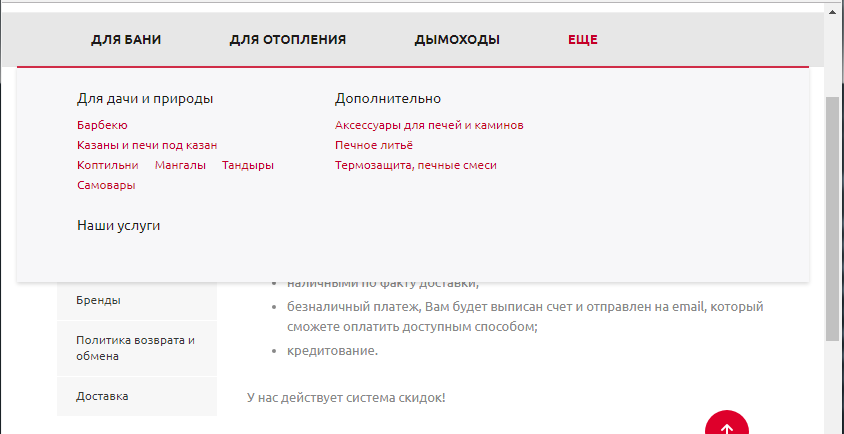 ДЛЯ БАНИ ДЛЯ ОТОПЛЕНИЯ ДЫМОХОДЫ ЕЩЕ
Для дачи и природы
Барбекю
Казаны и печи под казан
Коптильни Мангалы Тандыры
Самовары
Наши услуги
Дополнительно
Аксессуары для печей и каминов
Печное литьё
Термозащита, печные смеси
Бренды
Политика возврата и
обмена
Доставка
наличными по факту доставки;
безналичный платеж, Вам будет выписан счет и отправлен на email, который
сможете оплатить доступным способом;
кредитование.
У нас действует система скидок!